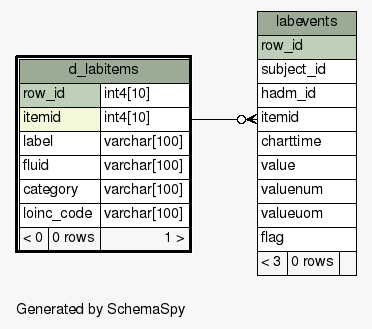 d_labitems
row_id int4[10]
itemid int4[10]
label varchar[100]
fluid varchar[100]
category varchar[100]
loinc_code varchar[100]
< 0 0 rows 1 >
labevents
row_id
subject_id
hadm_id
itemid
charttime
value
valuenum
valueuom
flag
< 3 0 rows
Generated by SchemaSpy